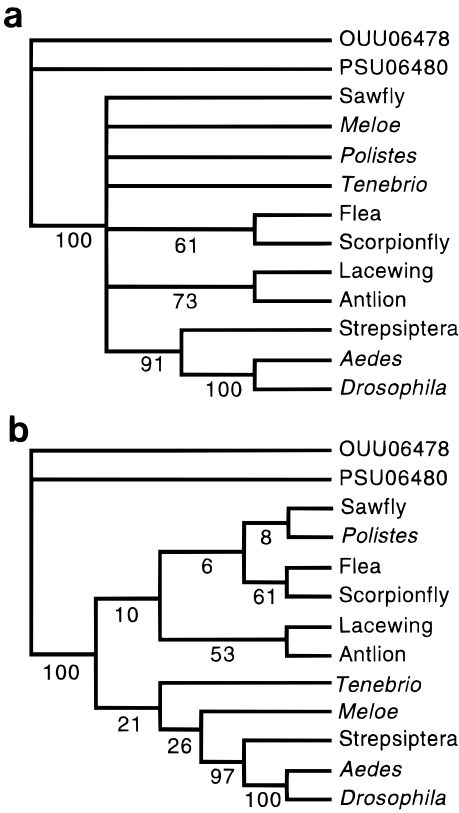 a
OUU06478
PSU06480
Sawfly
Meloe
Polistes
Tenebrio
Flea
100
61
Scorpionfly
Lacewing
73
Antlion
Strepsiptera
91
Aedes
100
Drosophila
b
OUU06478
PSU06480
Sawfly
8
Polistes
6
Flea
61
Scorpionfly
10
Lacewing
53
Antlion
100
Tenebrio
21
Meloe
26
Strepsiptera
97
Aedes
100
Drosophila